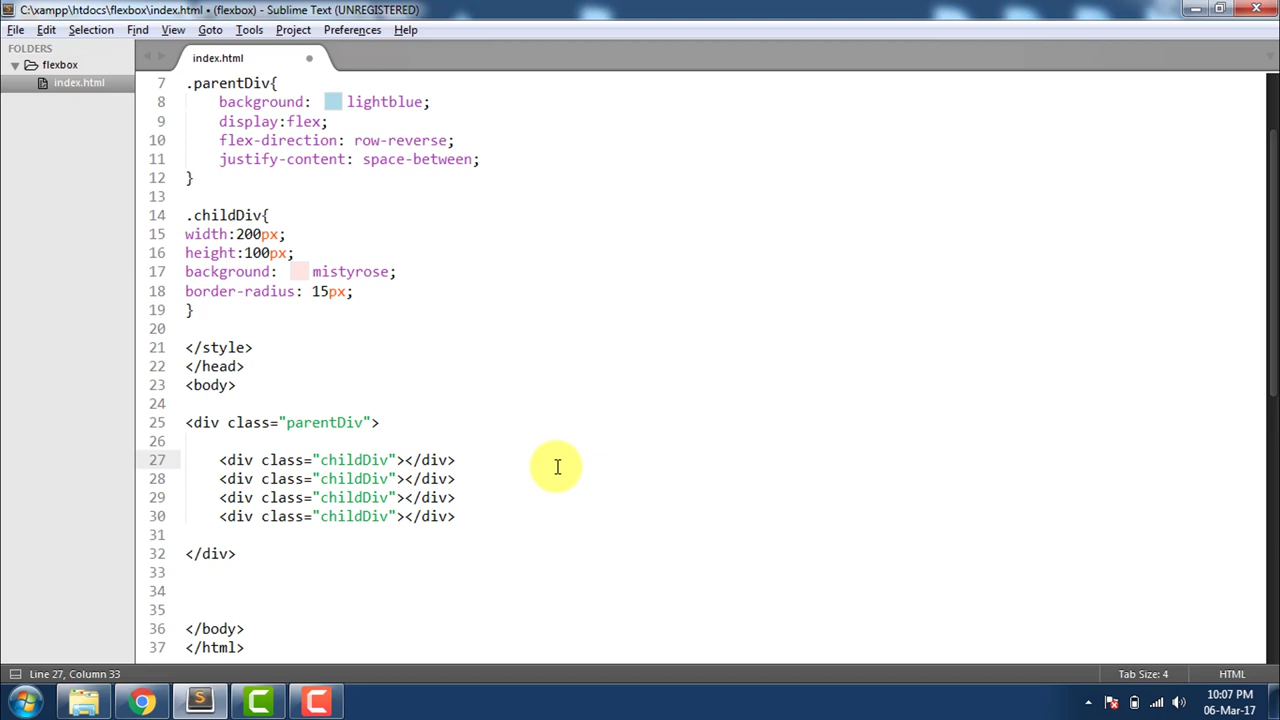 C:\xampp\htdocs\flexbox\index.html • (flexbox) - Sublime Text (UNREGISTERED)
File Edit Selection Find View Goto Tools Project Preferences Help
FOLDERS
flexbox
index.html
index.html
7 .parentDiv{
8 background: lightblue;
9 display:flex;
10 flex-direction: row-reverse;
11 justify-content: space-between;
12 }
13
14 .childDiv{
15 width:200px;
16 height:100px;
17 background: mistyrose;
18 border-radius: 15px;
19 }
20
21 </style>
22 </head>
23 <body>
24
25 <div class="parentDiv">
26
27 <div class="childDiv"></div>
28 <div class="childDiv"></div>
29 <div class="childDiv"></div>
30 <div class="childDiv"></div>
31
32 </div>
33
34
35
36 </body>
37 </html>
Line 27, Column 33 Tab Size: 4 HTML
10:07 PM
06-Mar-17